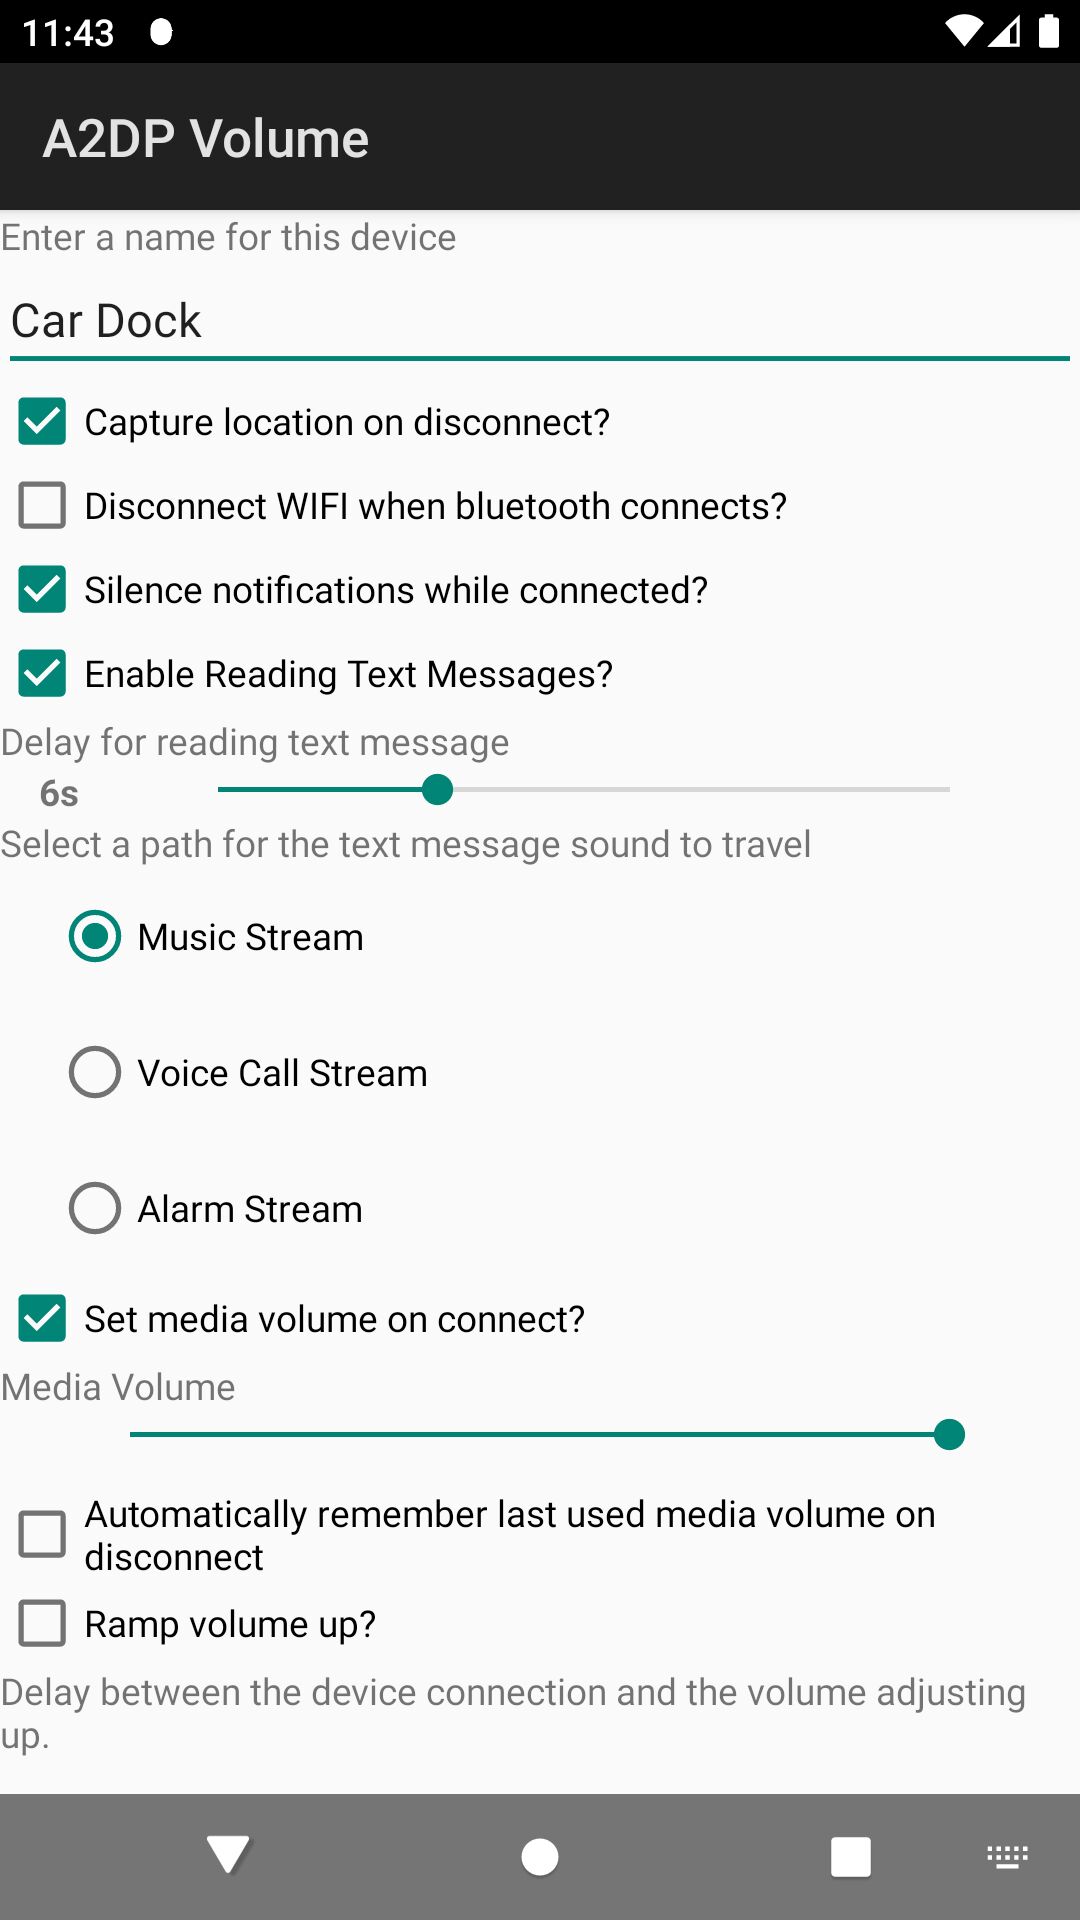 11:43
A2DP Volume
Enter a name for this device
Car Dock
Capture location on disconnect?
Disconnect WIFI when bluetooth connects?
Silence notifications while connected?
Enable Reading Text Messages?
Delay for reading text message
6s
Select a path for the text message sound to travel
Music Stream
Voice Call Stream
Alarm Stream
Set media volume on connect?
Media Volume
Automatically remember last used media volume on
disconnect
Ramp volume up?
Delay between the device connection and the volume adjusting
up.